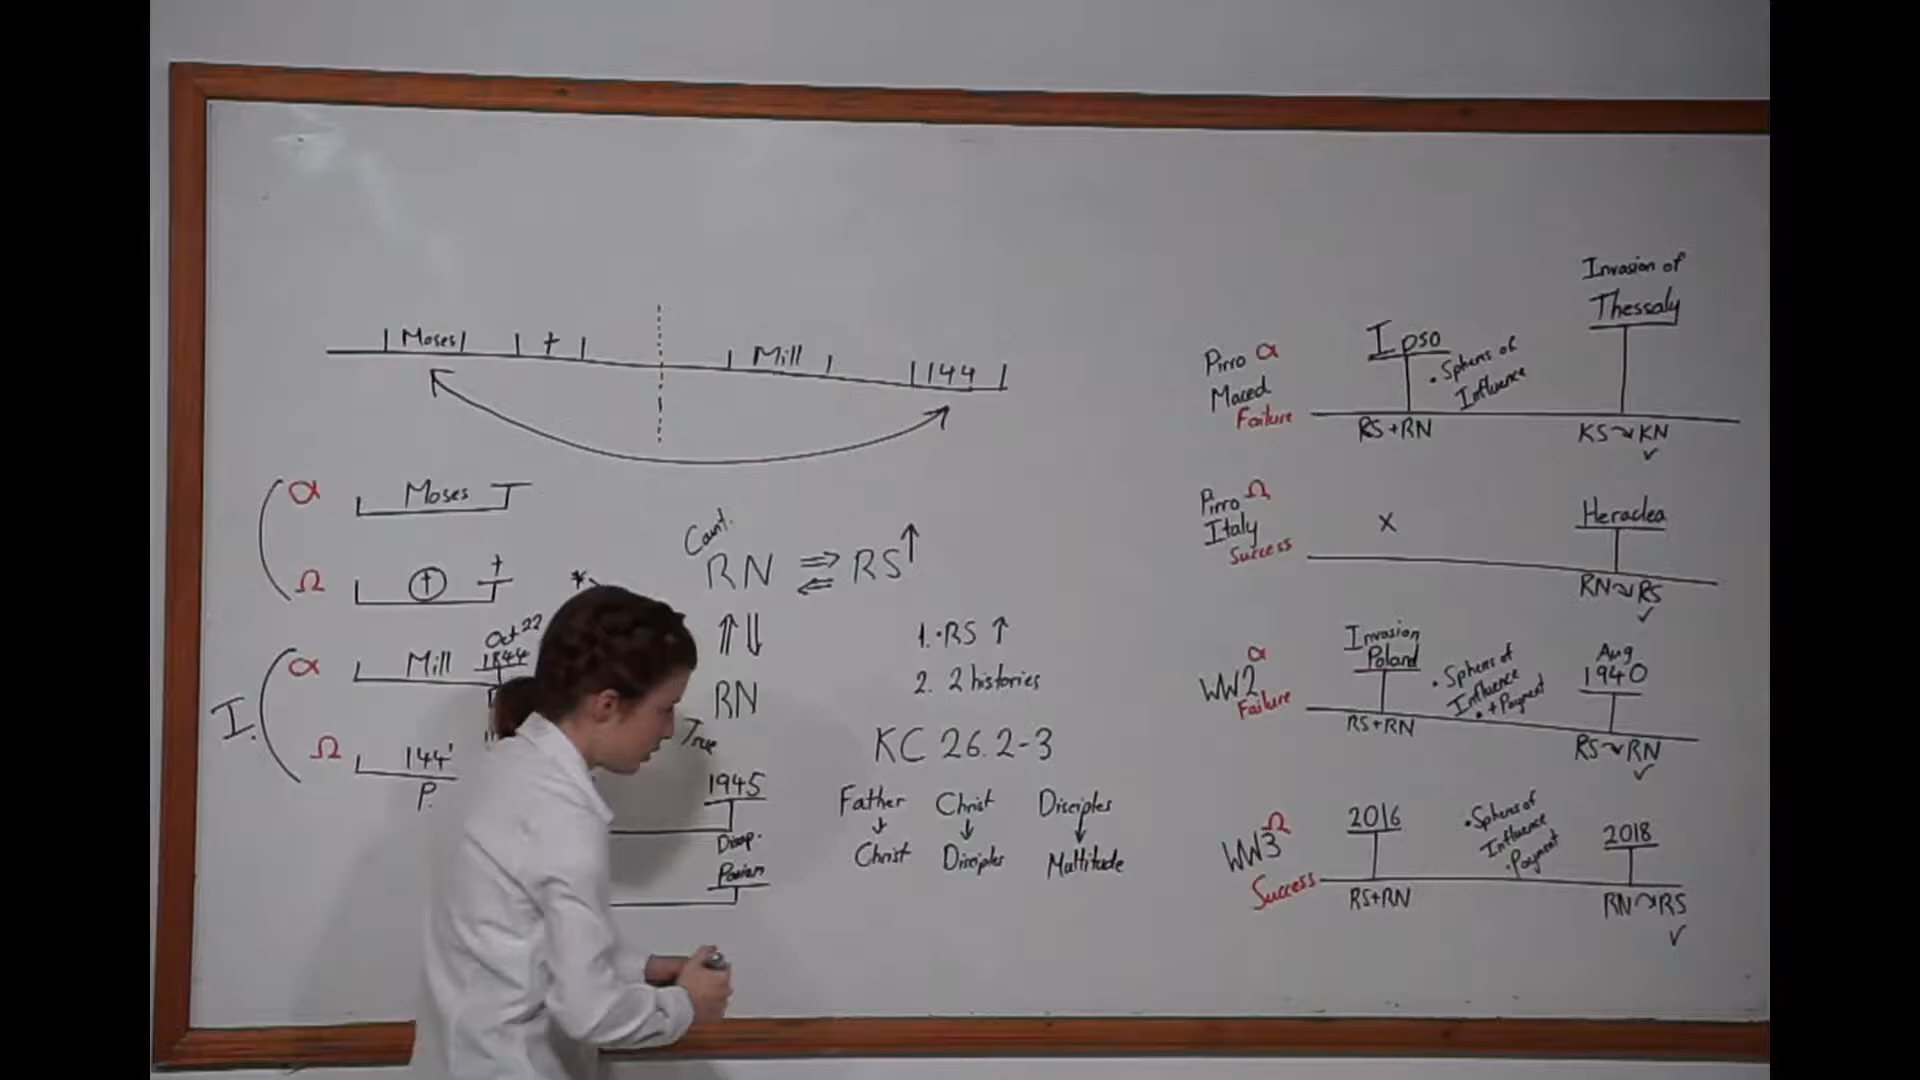 Moses
†
Mill
144
α Moses
Ω † †
I.
α Mill Oct 22
1844
Ω 144'
P.
Count.
RN ⇒ RS ↑
⇐
⇑ ⇓
RN
True
1945
Disap.
1. • RS ↑
2. 2 histories
KC 26.2-3
Father Christ Disciples
↓ ↓ ↓
Christ Disciples Multitude
Pirro α
Maced
Failure
Ipso
• Spheres of
Influence
RS + RN
Invasion of
Thessaly
KS ↝ KN
✓
Pirro Ω
Italy
Success
X
Heraclea
RN ↝ RS
✓
α
WW2
Failure
Invasion
Poland
• Spheres of
Influence
• + Payment
RS + RN
Aug
1940
RS ↝ RN
✓
Ω
WW3
Success
2016
• Spheres of
Influence
• Payment
RS+RN
2018
RN ↝ RS
✓